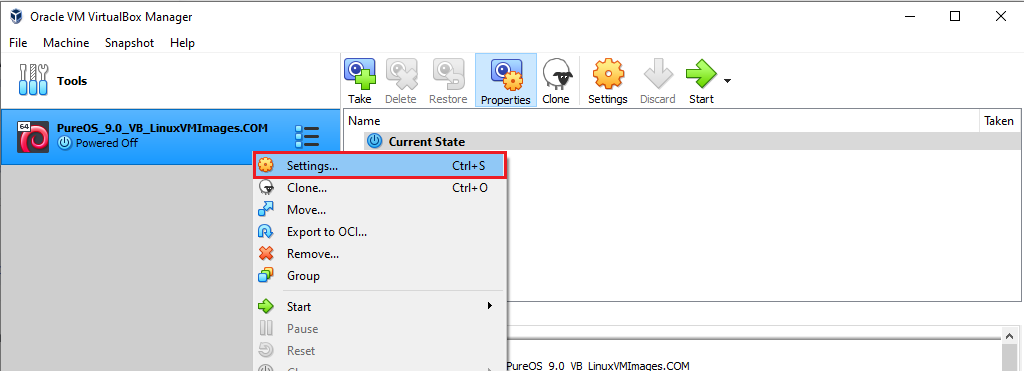 Oracle VM VirtualBox Manager
File Machine Snapshot Help
Tools
Take Delete Restore Properties Clone Settings Discard Start
64
PureOS_9.0_VB_LinuxVMImages.COM
Powered Off
Name Taken
Current State
Settings... Ctrl+S
Clone... Ctrl+O
Move...
Export to OCI...
Remove...
Group
Start
Pause
Reset
PureOS_9.0_VB_LinuxVMImages.COM